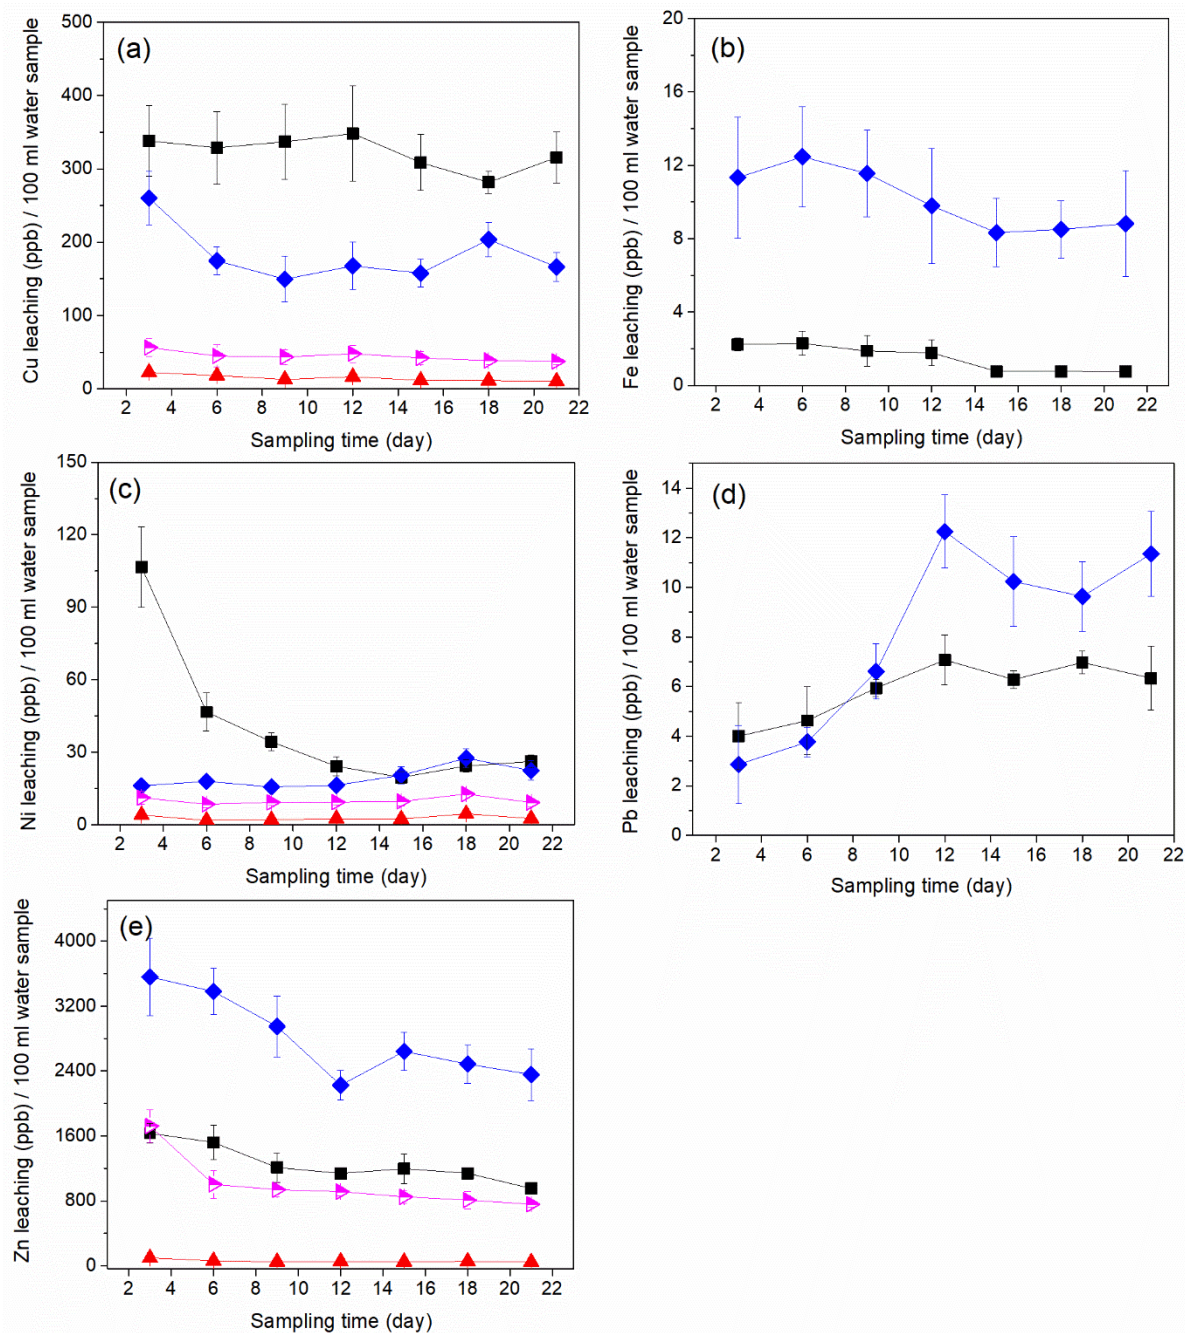 (a)
Cu leaching (ppb) / 100 ml water sample
500
400
300
200
100
0
2 4 6 8 10 12 14 16 18 20 22
Sampling time (day)
(b)
Fe leaching (ppb) / 100 ml water sample
20
16
12
8
4
0
2 4 6 8 10 12 14 16 18 20 22
Sampling time (day)
(c)
Ni leaching (ppb) / 100 ml water sample
150
120
90
60
30
0
2 4 6 8 10 12 14 16 18 20 22
Sampling time (day)
(d)
Pb leaching (ppb) / 100 ml water sample
14
12
10
8
6
4
2
0
2 4 6 8 10 12 14 16 18 20 22
Sampling time (day)
(e)
Zn leaching (ppb) / 100 ml water sample
4000
3200
2400
1600
800
0
2 4 6 8 10 12 14 16 18 20 22
Sampling time (day)